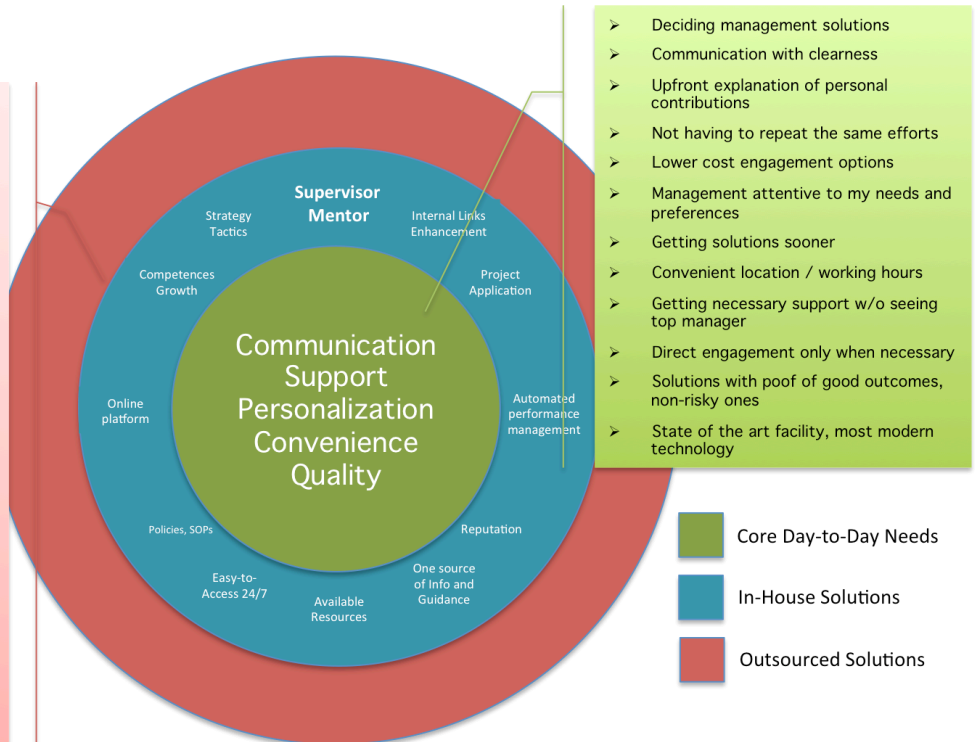 Deciding management solutions
Communication with clearness
Upfront explanation of personal
contributions
Not having to repeat the same efforts
Lower cost engagement options
Management attentive to my needs and
preferences
Getting solutions sooner
Convenient location / working hours
Getting necessary support w/o seeing
top manager
Direct engagement only when necessary
Solutions with poof of good outcomes,
non-risky ones
State of the art facility, most modern
technology
Supervisor
Mentor
Strategy
Tactics
Internal Links
Enhancement
Competences
Growth
Project
Application
Communication
Support
Personalization
Convenience
Quality
Online
platform
Automated
performance
management
Policies, SOPs
Reputation
Easy-to-
Access 24/7
Available
Resources
One source
of Info and
Guidance
Core Day-to-Day Needs
In-House Solutions
Outsourced Solutions